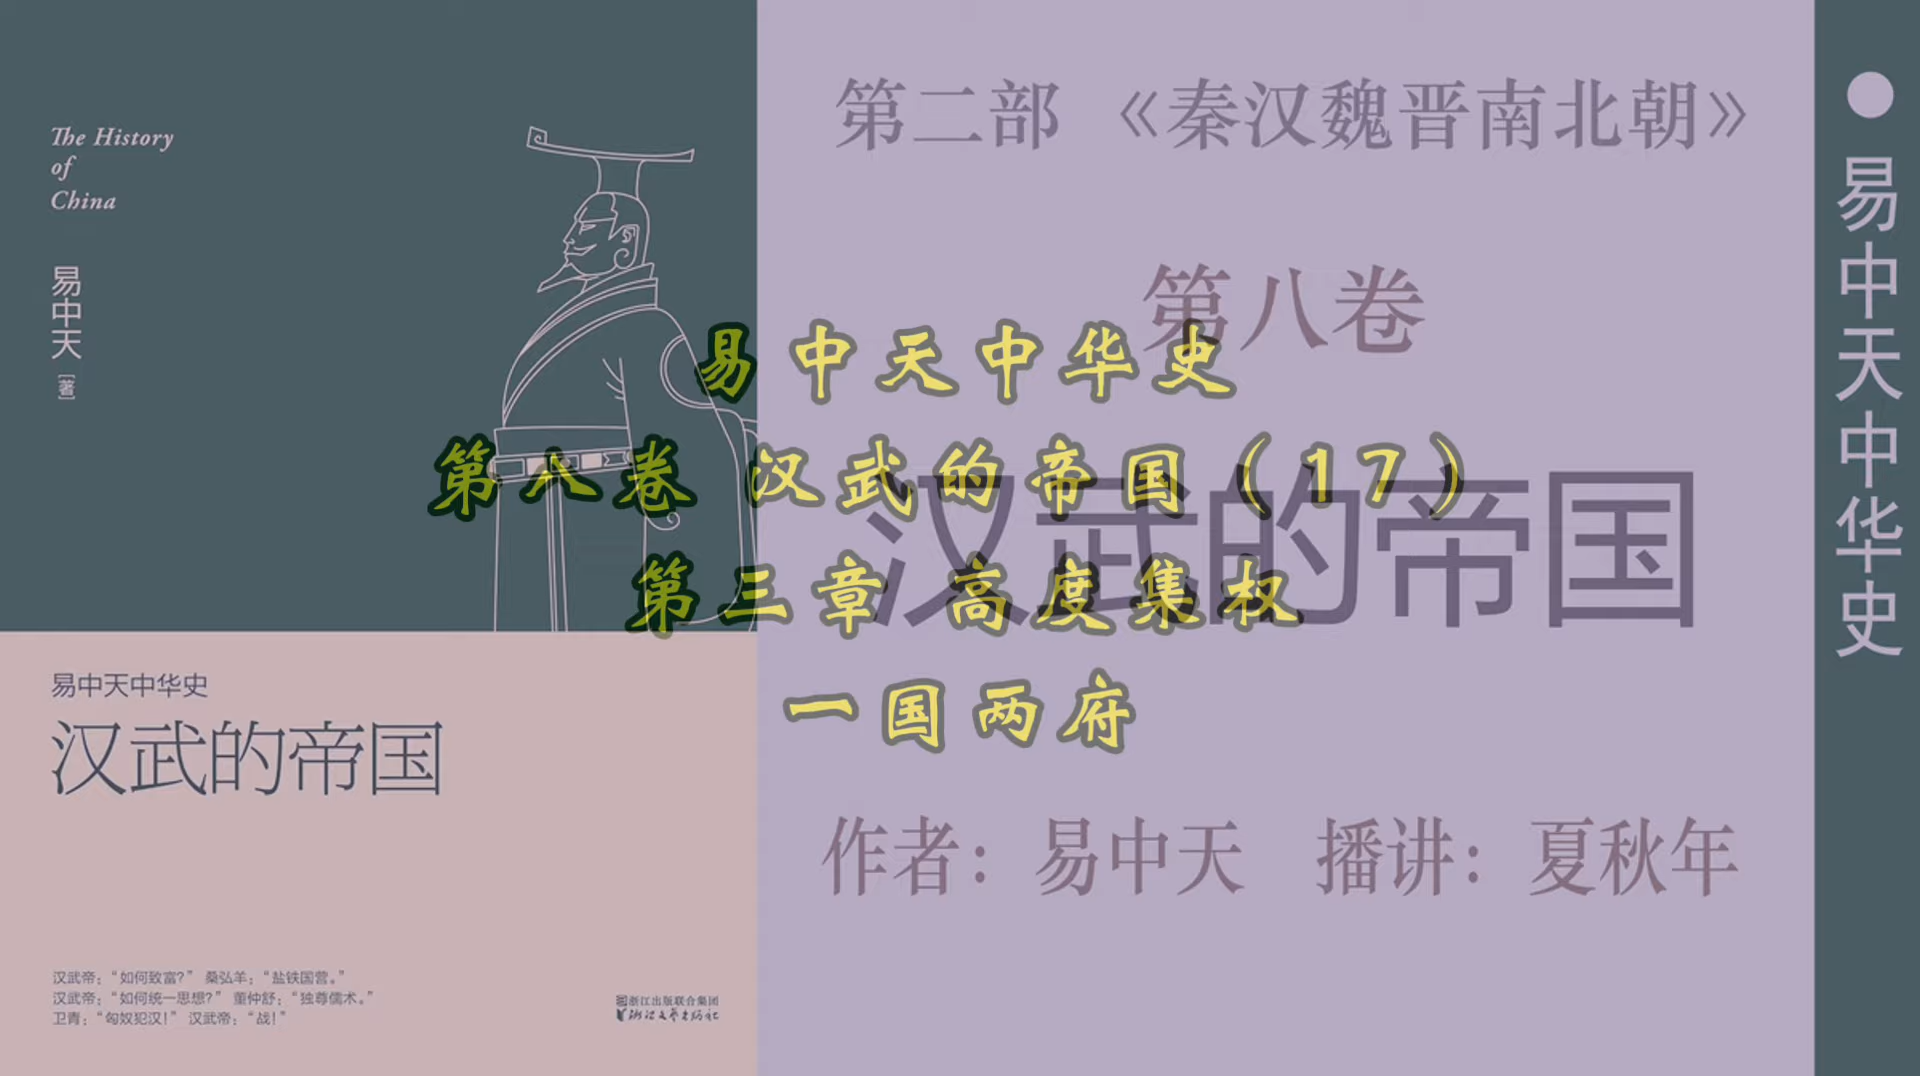 The History
of
China
易中天
[著]
易中天中华史
汉武的帝国
汉武帝：“如何致富？” 桑弘羊：“盐铁国营。”
汉武帝：“如何统一思想？” 董仲舒：“独尊儒术。”
卫青：“匈奴犯汉！” 汉武帝：“战！”
浙江出版联合集团
浙江文艺出版社
第二部 《秦汉魏晋南北朝》
第八卷
汉武的帝国
作者：易中天 播讲：夏秋年
易中天中华史
第八卷 汉武的帝国（17）
第三章 高度集权
一国两府
易中天中华史